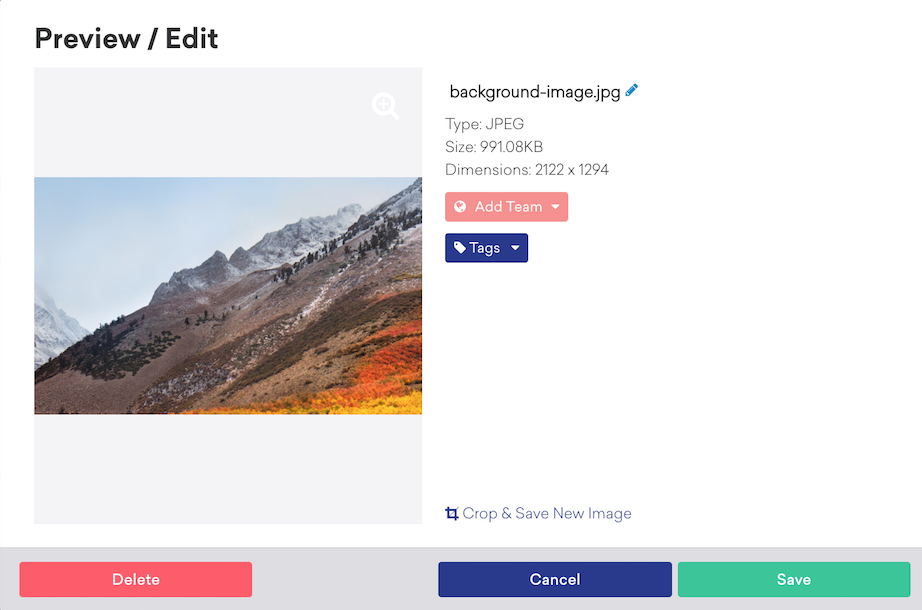 Preview / Edit
background-image.jpg
Type: JPEG
Size: 991.08KB
Dimensions: 2122 x 1294
Add Team
Tags
Crop & Save New Image
Delete
Cancel
Save